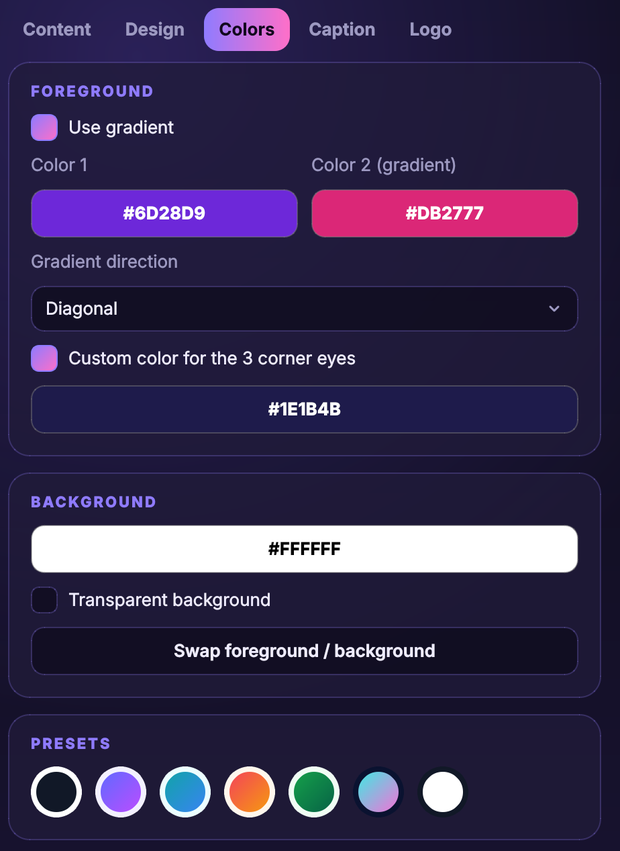 Content Design Colors Caption Logo
FOREGROUND
Use gradient
Color 1 Color 2 (gradient)
#6D28D9 #DB2777
Gradient direction
Diagonal
Custom color for the 3 corner eyes
#1E1B4B
BACKGROUND
#FFFFFF
Transparent background
Swap foreground / background
PRESETS